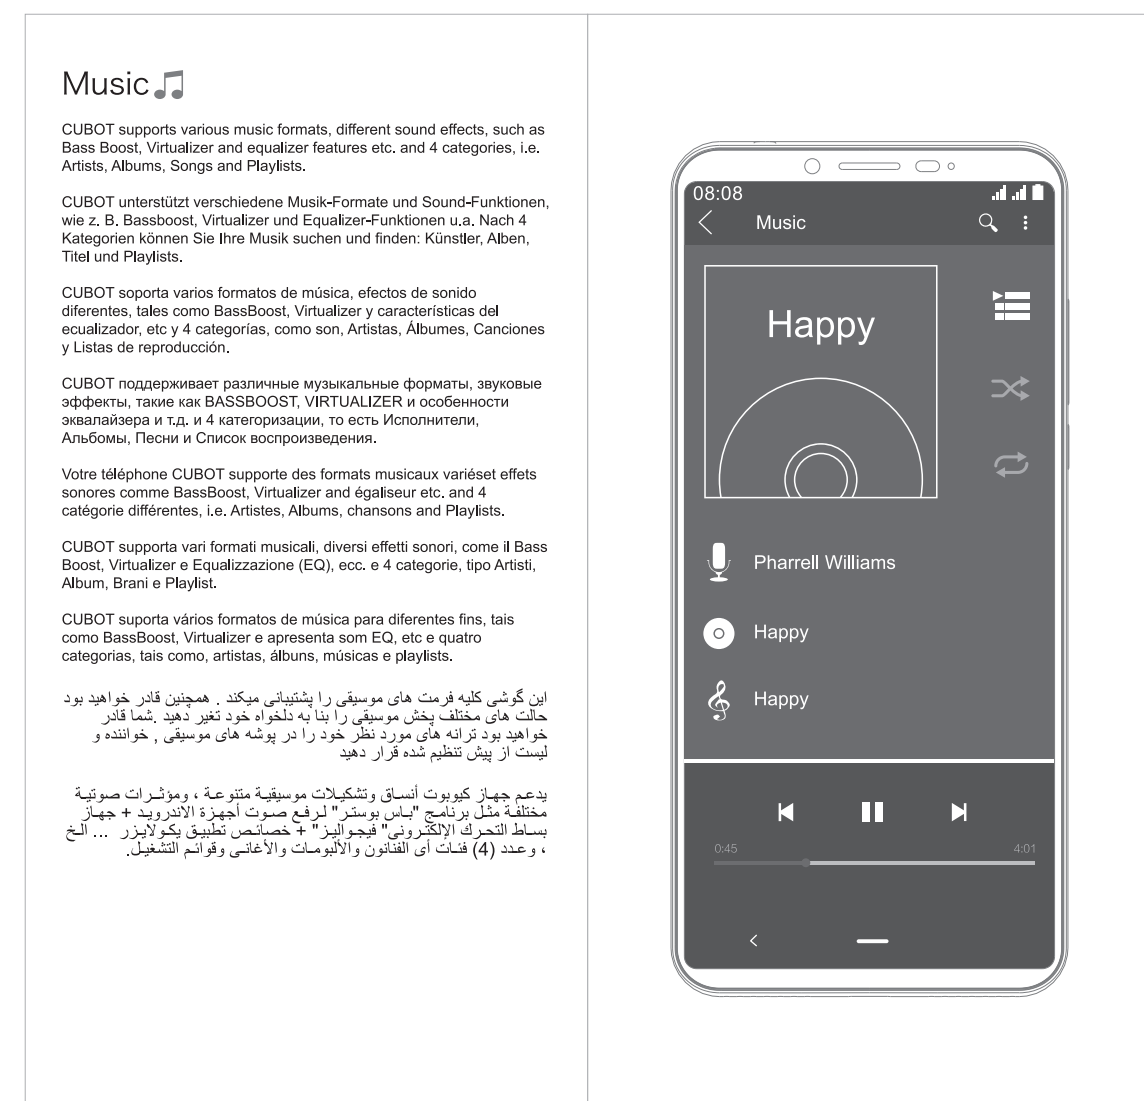 Music
CUBOT supports various music formats, different sound effects, such as
Bass Boost, Virtualizer and equalizer features etc. and 4 categories, i.e.
Artists, Albums, Songs and Playlists.
CUBOT unterstützt verschiedene Musik-Formate und Sound-Funktionen,
wie z. B. Bassboost, Virtualizer und Equalizer-Funktionen u.a. Nach 4
Kategorien können Sie Ihre Musik suchen und finden: Künstler, Alben,
Titel und Playlists.
CUBOT soporta varios formatos de música, efectos de sonido
diferentes, tales como BassBoost, Virtualizer y características del
ecualizador, etc y 4 categorías, como son, Artistas, Álbumes, Canciones
y Listas de reproducción.
CUBOT поддерживает различные музыкальные форматы, звуковые
эффекты, такие как BASSBOOST, VIRTUALIZER и особенности
эквалайзера и т.д. и 4 категоризации, то есть Исполнители,
Альбомы, Песни и Список воспроизведения.
Votre téléphone CUBOT supporte des formats musicaux variéset effets
sonores comme BassBoost, Virtualizer and égaliseur etc. and 4
catégorie différentes, i.e. Artistes, Albums, chansons and Playlists.
CUBOT supporta vari formati musicali, diversi effetti sonori, come il Bass
Boost, Virtualizer e Equalizzazione (EQ), ecc. e 4 categorie, tipo Artisti,
Album, Brani e Playlist.
CUBOT suporta vários formatos de música para diferentes fins, tais
como BassBoost, Virtualizer e apresenta som EQ, etc e quatro
categorias, tais como, artistas, álbuns, músicas e playlists.
این گوشی کلیه فرمت های موسیقی را پشتیبانی میکند . همچنین قادر خواهید بود
حالت های مختلف پخش موسیقی را بنا به دلخواه خود تغیر دهید .شما قادر
خواهید بود ترانه های مورد نظر خود را در پوشه های موسیقی , خواننده و
لیست از پیش تنظیم شده قرار دهید
يدعم جهاز كيوبوت أنساق وتشكيلات موسيقية متنوعة ، ومؤثرات صوتية
مختلفة مثل برنامج "باس بوستر" لرفع صوت أجهزة الاندرويد + جهاز
بساط التحرك الإلكترونى" فيجواليز" + خصائص تطبيق يكولايزر ... الخ
، وعدد (4) فئات أى الفنانون والألبومات والأغانى وقوائم التشغيل.
08:08
Music
Happy
Pharrell Williams
Happy
Happy
0:45 4:01